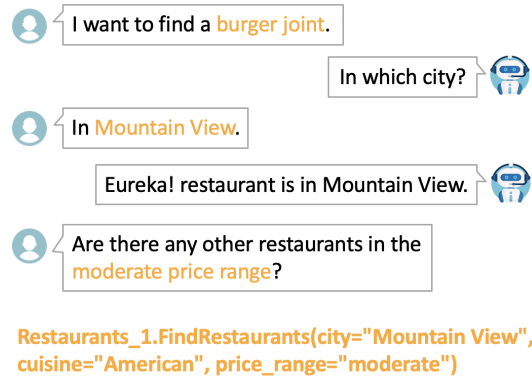 I want to find a burger joint.
In which city?
In Mountain View.
Eureka! restaurant is in Mountain View.
Are there any other restaurants in the
moderate price range?
Restaurants_1.FindRestaurants(city="Mountain View",
cuisine="American", price_range="moderate")